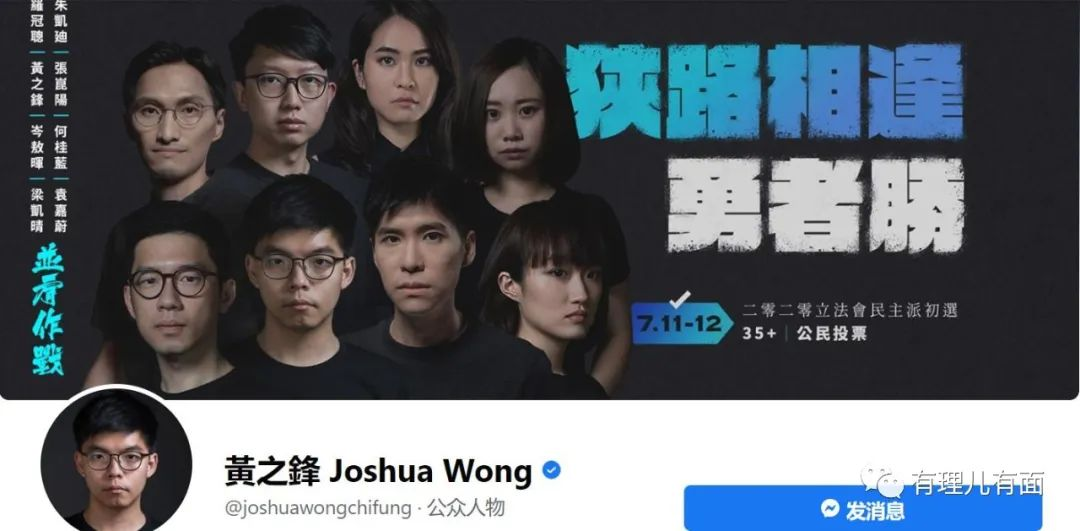 朱凱廸 | 張崑陽 | 何桂藍 | 袁嘉蔚
羅冠聰 | 黃之鋒 | 岑敖暉 | 梁凱晴
並肩作戰
狹路相逢
勇者勝
7.11-12
二零二零立法會民主派初選
35+ | 公民投票
黃之鋒 Joshua Wong
@joshuawongchifung · 公众人物
发消息
有理儿有面